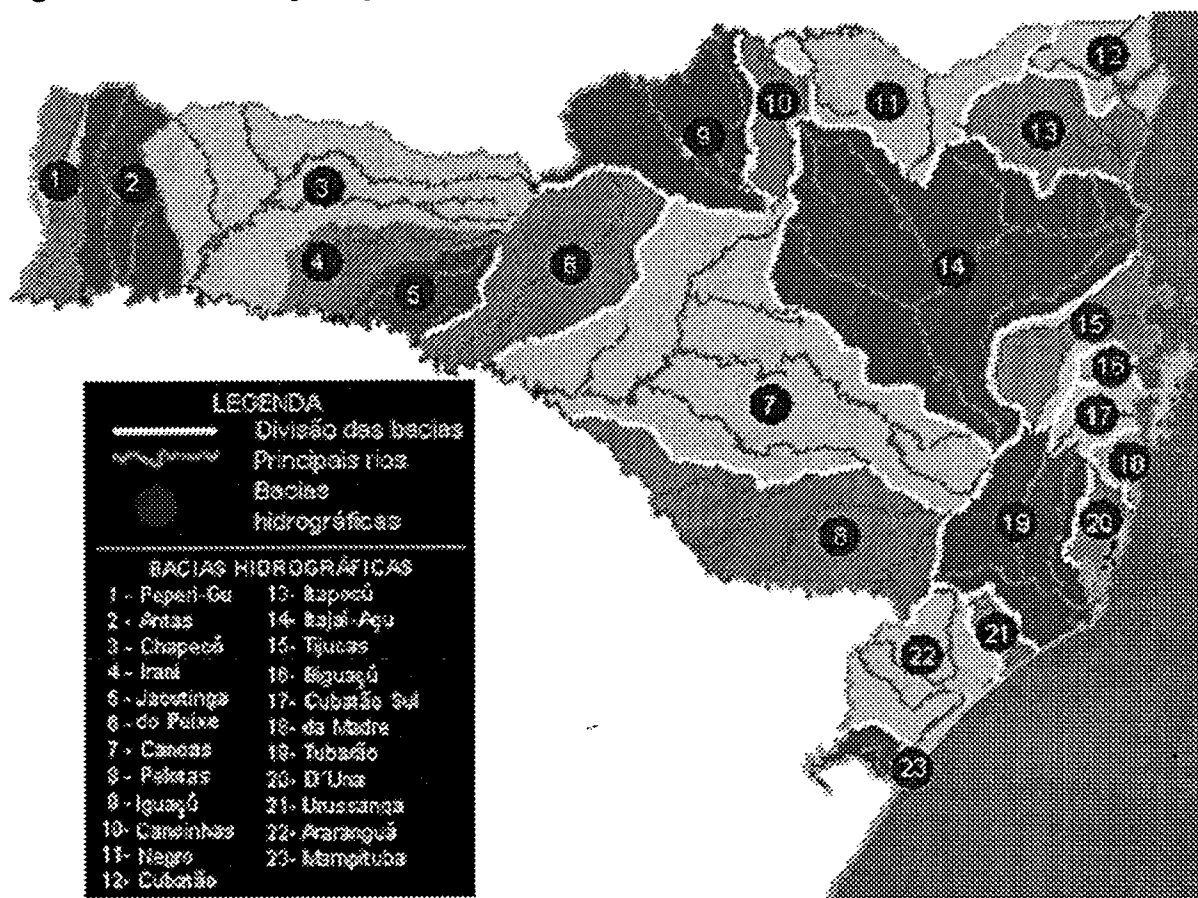 1
2
3
4
5
6
7
8
9
10
11
12
13
14
15
16
17
18
19
20
21
22
23
LEGENDA
Divisão das bacias
Principais rios
Bacias
hidrográficas
BACIAS HIDROGRÁFICAS
1 - Peperi-Gu
2 - Antas
3 - Chapecó
4 - Irani
5 - Jacutinga
6 - do Peixe
7 - Canoas
8 - Pelotas
9 - Iguaçú
10- Canoinhas
11- Negro
12- Cubatão
13- Itapocú
14- Itajaí-Açu
15- Tijucas
16- Biguaçú
17- Cubatão Sul
18- da Madre
19- Tubarão
20- D'Una
21- Urussanga
22- Araranguá
23- Mampituba